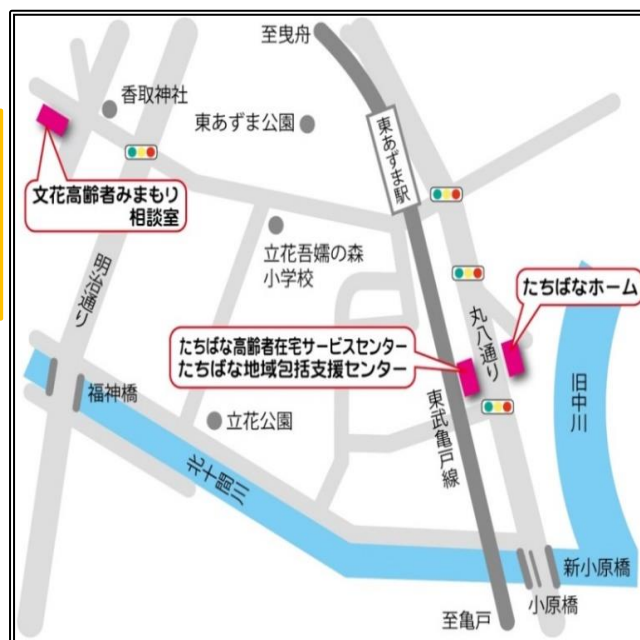 至曳舟
香取神社
東あずま公園
東あずま駅
文花高齢者みまもり
相談室
立花吾嬬の森
小学校
明治通り
たちばなホーム
丸八通り
たちばな高齢者在宅サービスセンター
たちばな地域包括支援センター
旧中川
福神橋
立花公園
東武亀戸線
北十間川
新小原橋
小原橋
至亀戸